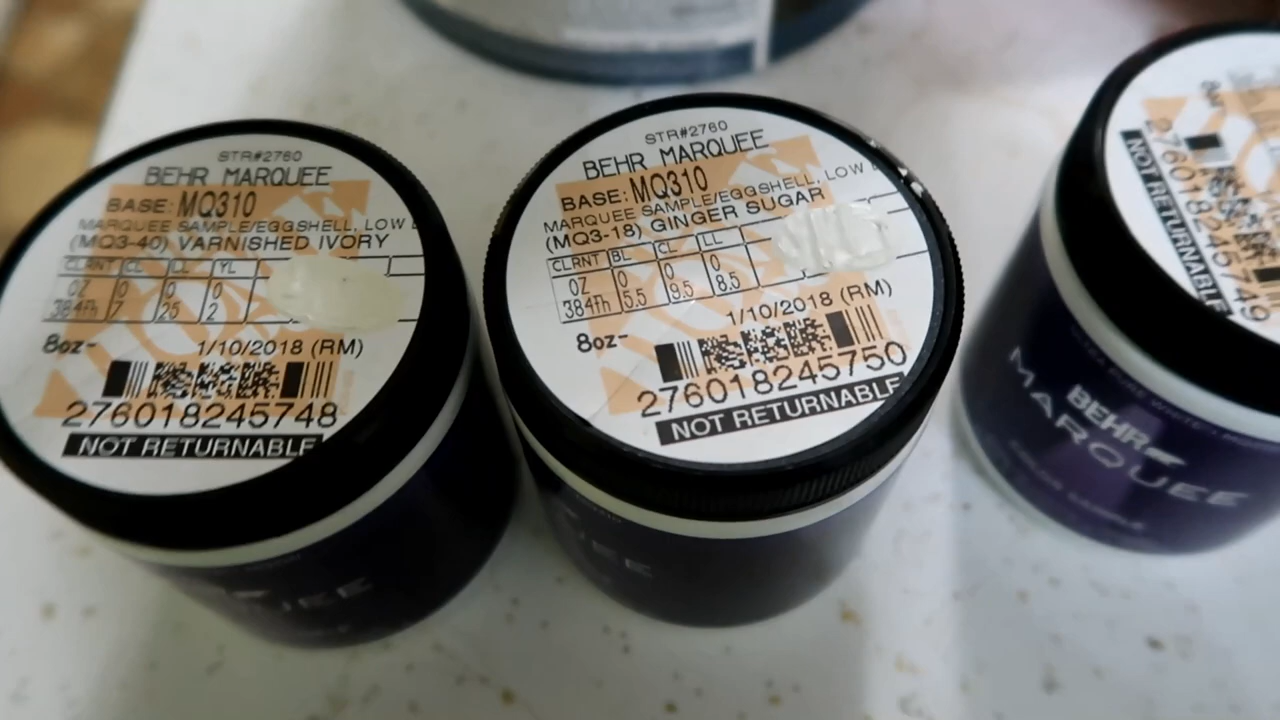 STR#2760
BEHR MARQUEE
BASE: MQ310
MARQUEE SAMPLE/EGGSHELL, LOW
(MQ3-40) VARNISHED IVORY
CLRNT CL LL YL
OZ 0 0 0
384Th 7 25 2
8oz- 1/10/2018 (RM)
276018245748
NOT RETURNABLE
STR#2760
BEHR MARQUEE
BASE: MQ310
MARQUEE SAMPLE/EGGSHELL, LOW
(MQ3-18) GINGER SUGAR
CLRNT BL CL LL
OZ 0 0 0
384Th 5.5 9.5 8.5
8oz- 1/10/2018 (RM)
276018245750
NOT RETURNABLE
8oz
276018245749
NOT RETURNABLE
BEHR
MARQUEE